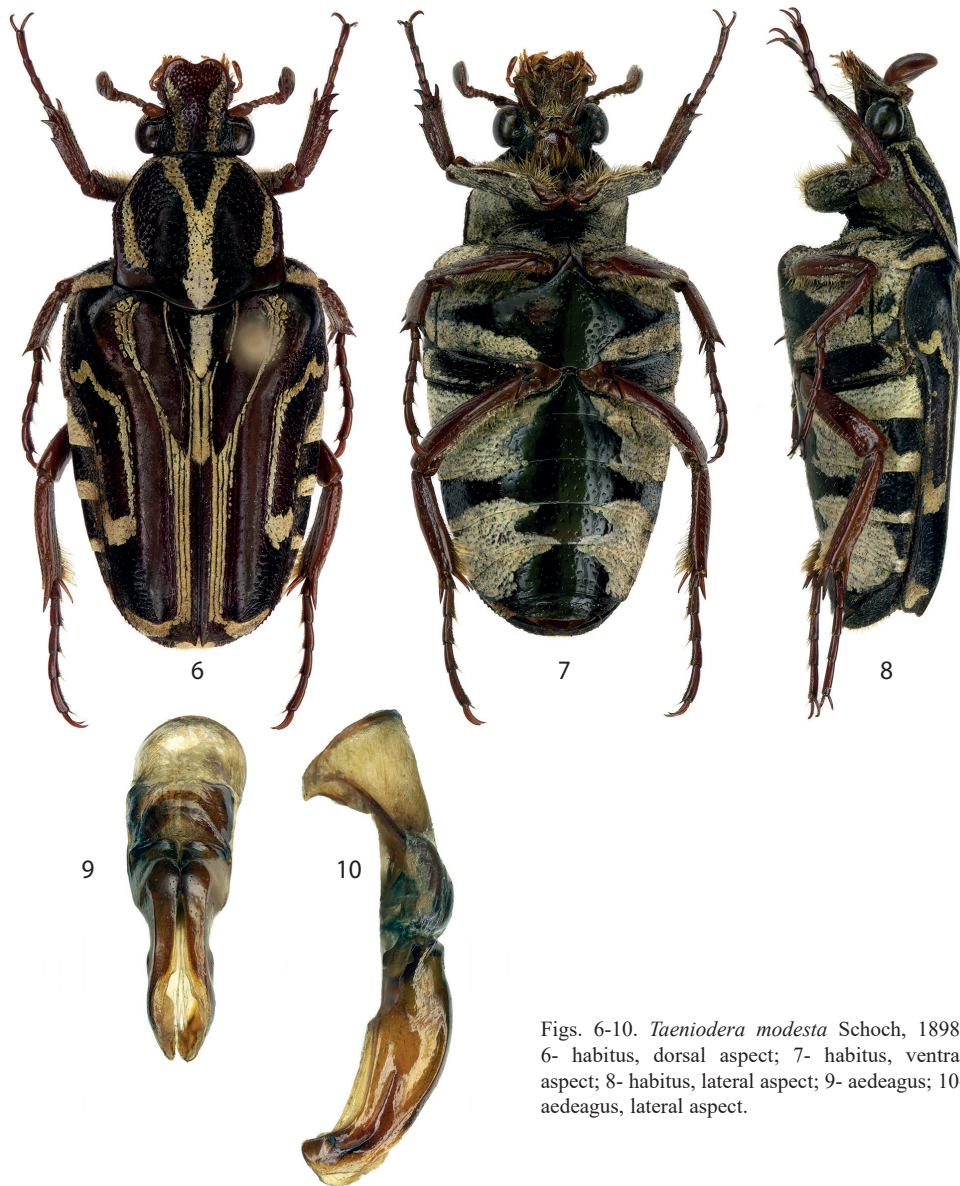 6
7
8
9
10
Figs. 6-10. Taeniodera modesta Schoch, 1898
6- habitus, dorsal aspect; 7- habitus, ventra
aspect; 8- habitus, lateral aspect; 9- aedeagus; 10
aedeagus, lateral aspect.